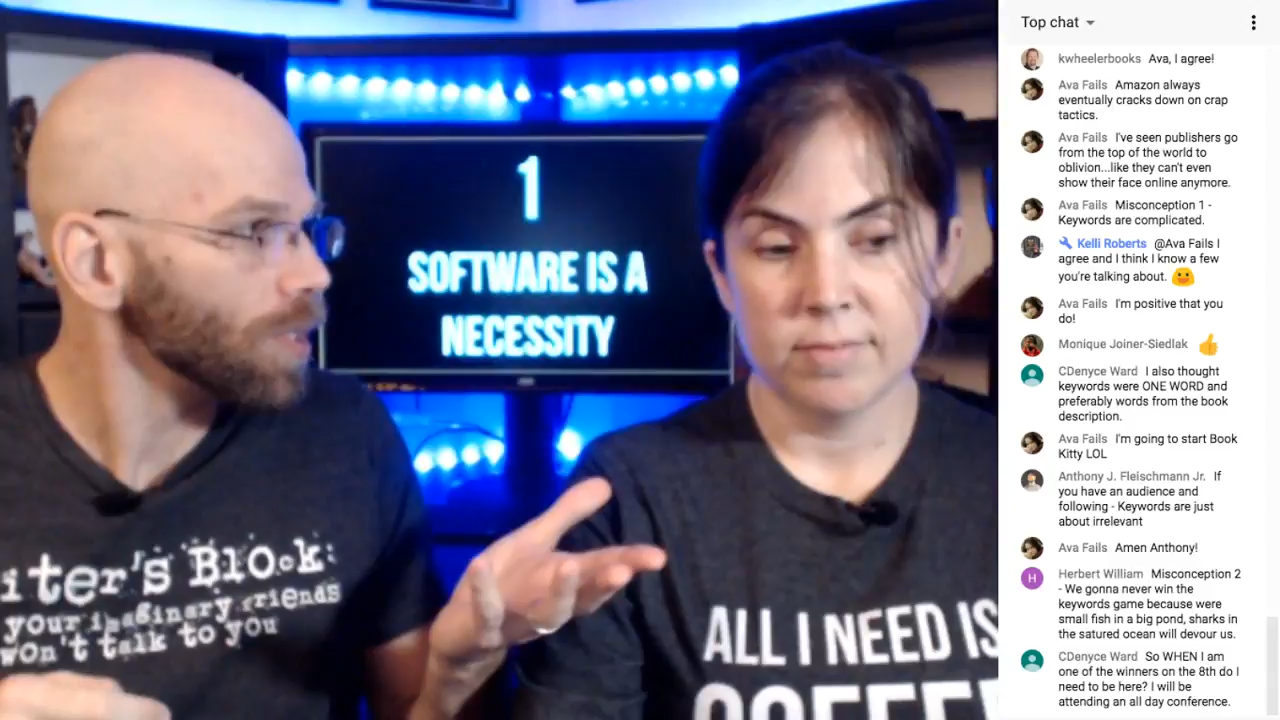 1
SOFTWARE IS A
NECESSITY
iter's Block:
your imaginary friends
won't talk to you
ALL I NEED IS
COFFEE
Top chat
kwheelerbooks Ava, I agree!
Ava Fails Amazon always
eventually cracks down on crap
tactics.
Ava Fails I've seen publishers go
from the top of the world to
oblivion...like they can't even
show their face online anymore.
Ava Fails Misconception 1 -
Keywords are complicated.
Kelli Roberts @Ava Fails I
agree and I think I know a few
you're talking about. 😛
Ava Fails I'm positive that you
do!
Monique Joiner-Siedlak 👍
CDenyce Ward I also thought
keywords were ONE WORD and
preferably words from the book
description.
Ava Fails I'm going to start Book
Kitty LOL
Anthony J. Fleischmann Jr. If
you have an audience and
following - Keywords are just
about irrelevant
Ava Fails Amen Anthony!
H
Herbert William Misconception 2
- We gonna never win the
keywords game because were
small fish in a big pond, sharks in
the satured ocean will devour us.
CDenyce Ward So WHEN I am
one of the winners on the 8th do I
need to be here? I will be
attending an all day conference.